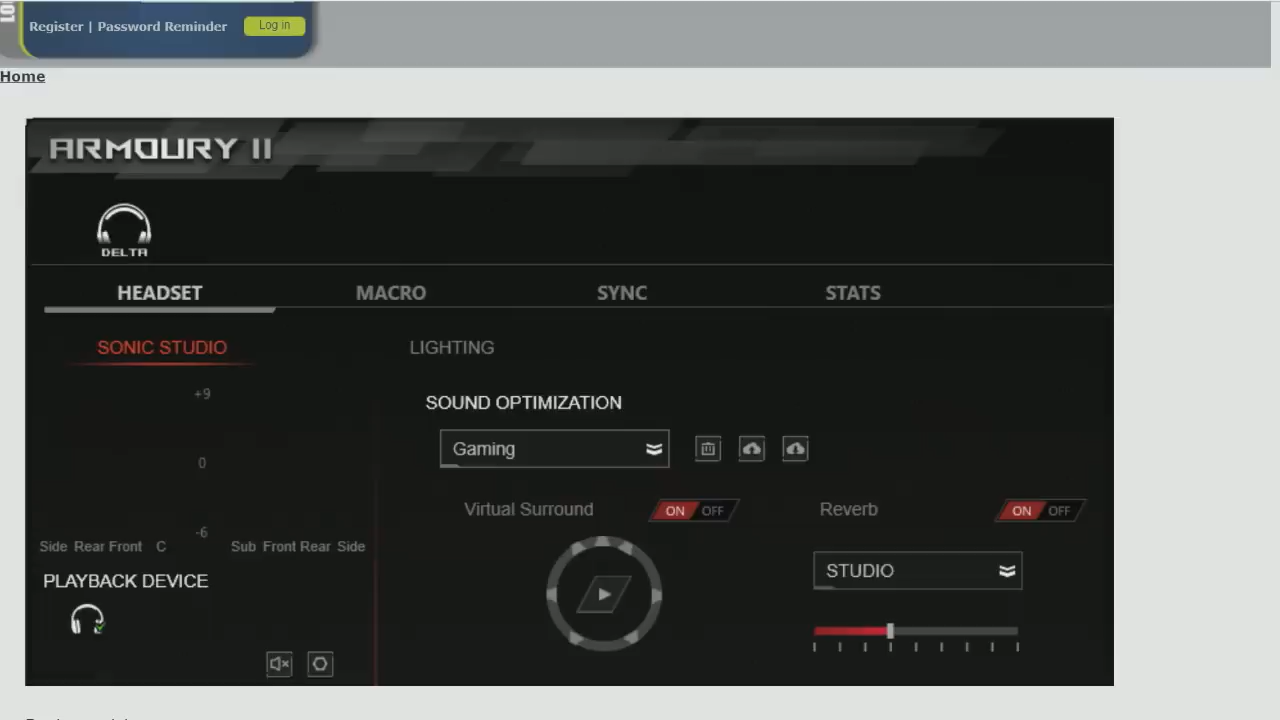 Register | Password Reminder Log in
Home
ARMOURY II
DELTA
HEADSET MACRO SYNC STATS
SONIC STUDIO LIGHTING
+9
SOUND OPTIMIZATION
Gaming
0
Virtual Surround ON OFF Reverb ON OFF
-6
Side Rear Front C Sub Front Rear Side
STUDIO
PLAYBACK DEVICE